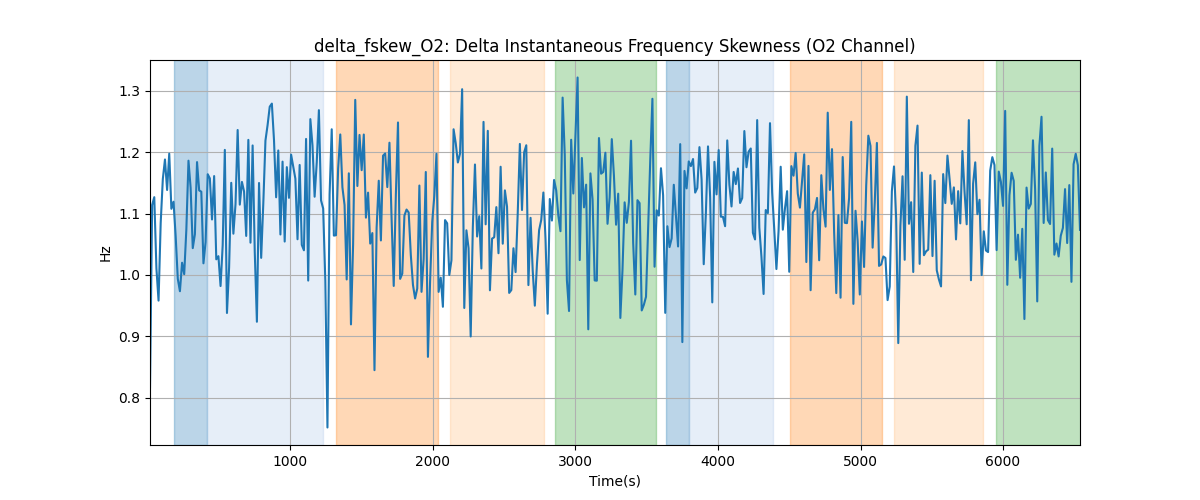 delta_fskew_O2: Delta Instantaneous Frequency Skewness (O2 Channel)
Hz
1.3
1.2
1.1
1.0
0.9
0.8
1000 2000 3000 4000 5000 6000
Time(s)